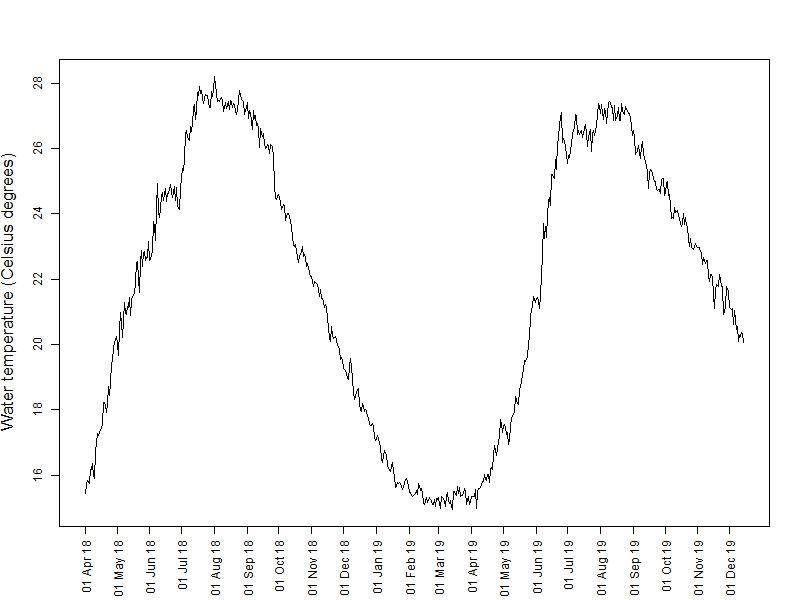 Water temperature (Celsius degrees)
28
26
24
22
20
18
16
01 Apr 18
01 May 18
01 Jun 18
01 Jul 18
01 Aug 18
01 Sep 18
01 Oct 18
01 Nov 18
01 Dec 18
01 Jan 19
01 Feb 19
01 Mar 19
01 Apr 19
01 May 19
01 Jun 19
01 Jul 19
01 Aug 19
01 Sep 19
01 Oct 19
01 Nov 19
01 Dec 19